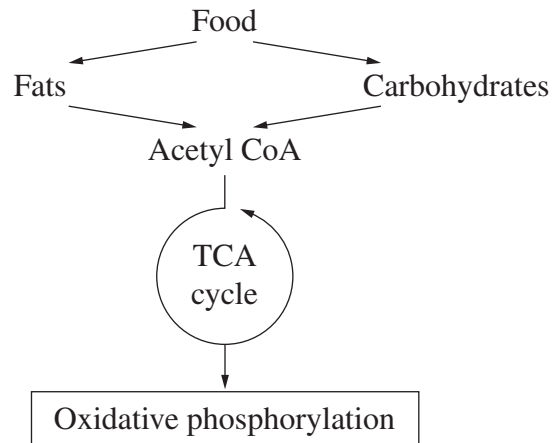 Food
Fats
Carbohydrates
Acetyl CoA
TCA
cycle
Oxidative phosphorylation